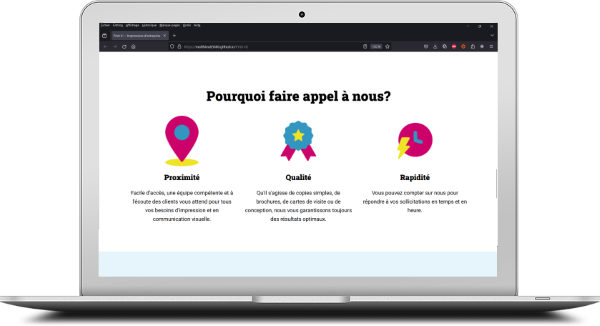 Pourquoi faire appel à nous?
Proximité
Facile d'accès, une équipe compétente et à
l'écoute des clients vous attend pour tous
vos besoins d'impression et en
communication visuelle.
Qualité
Qu'il s'agisse de copies simples, de
brochures, de cartes de visite ou de
conception, nous vous garantissons toujours
des résultats optimaux.
Rapidité
Vous pouvez compter sur nous pour
répondre à vos sollicitations en temps et en
heure.